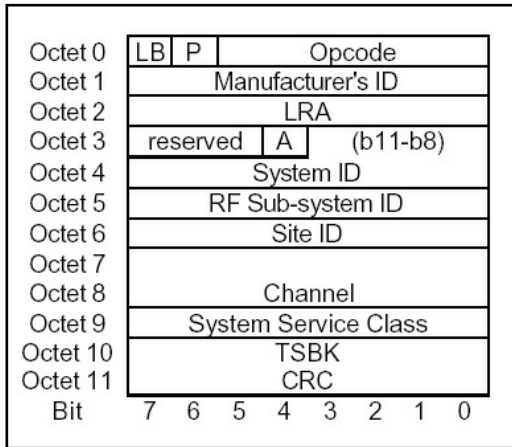 Octet 0 LB P Opcode
Octet 1 Manufacturer's ID
Octet 2 LRA
Octet 3 reserved A (b11-b8)
Octet 4 System ID
Octet 5 RF Sub-system ID
Octet 6 Site ID
Octet 7
Octet 8 Channel
Octet 9 System Service Class
Octet 10 TSBK
Octet 11 CRC
Bit 7 6 5 4 3 2 1 0